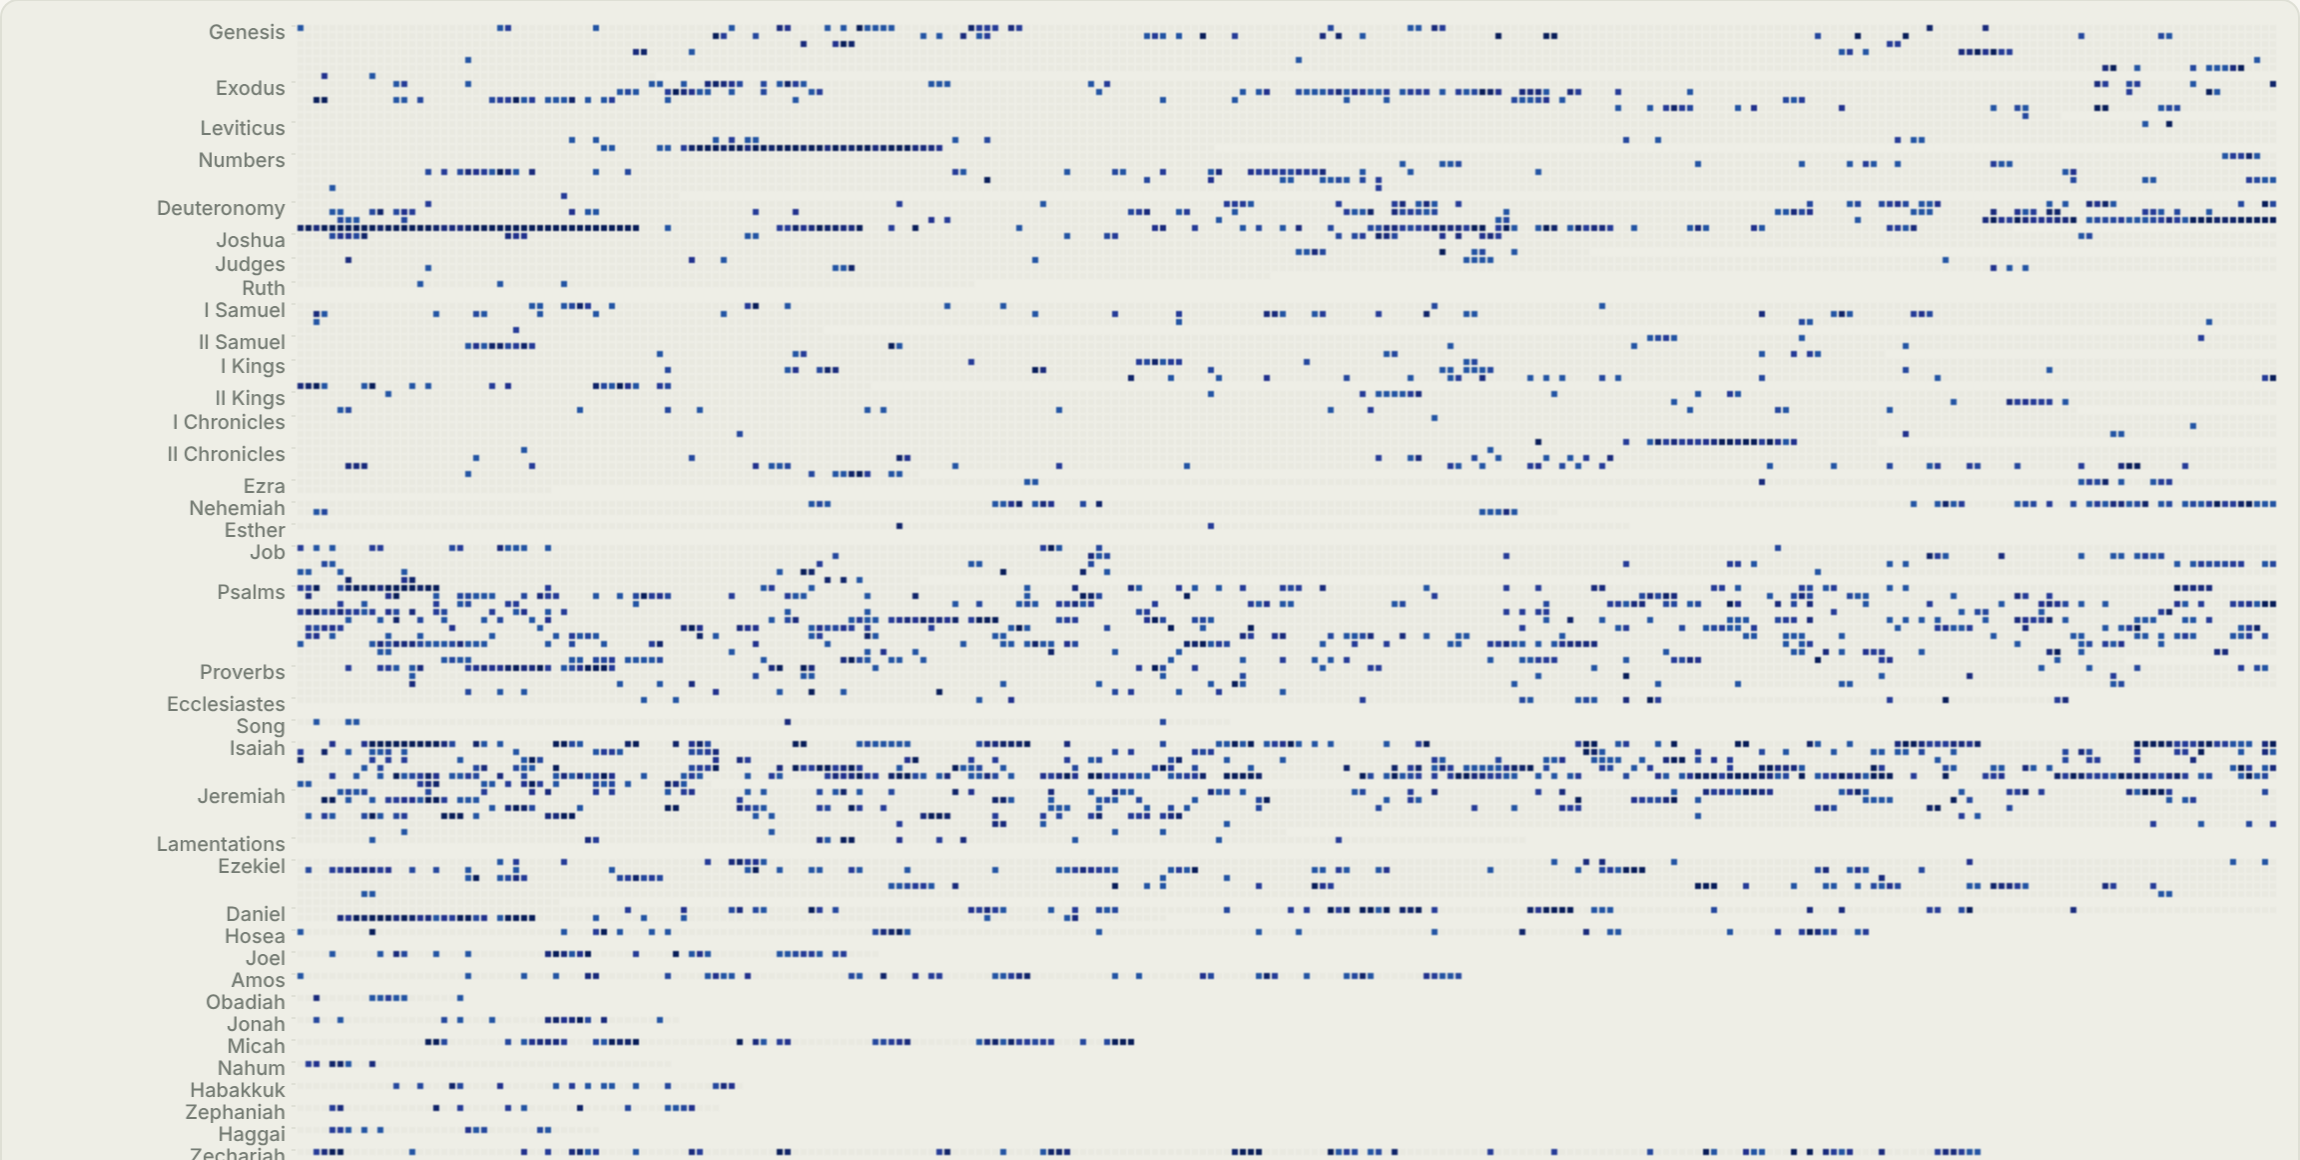 Genesis
Exodus
Leviticus
Numbers
Deuteronomy
Joshua
Judges
Ruth
I Samuel
II Samuel
I Kings
II Kings
I Chronicles
II Chronicles
Ezra
Nehemiah
Esther
Job
Psalms
Proverbs
Ecclesiastes
Song
Isaiah
Jeremiah
Lamentations
Ezekiel
Daniel
Hosea
Joel
Amos
Obadiah
Jonah
Micah
Nahum
Habakkuk
Zephaniah
Haggai
Zechariah